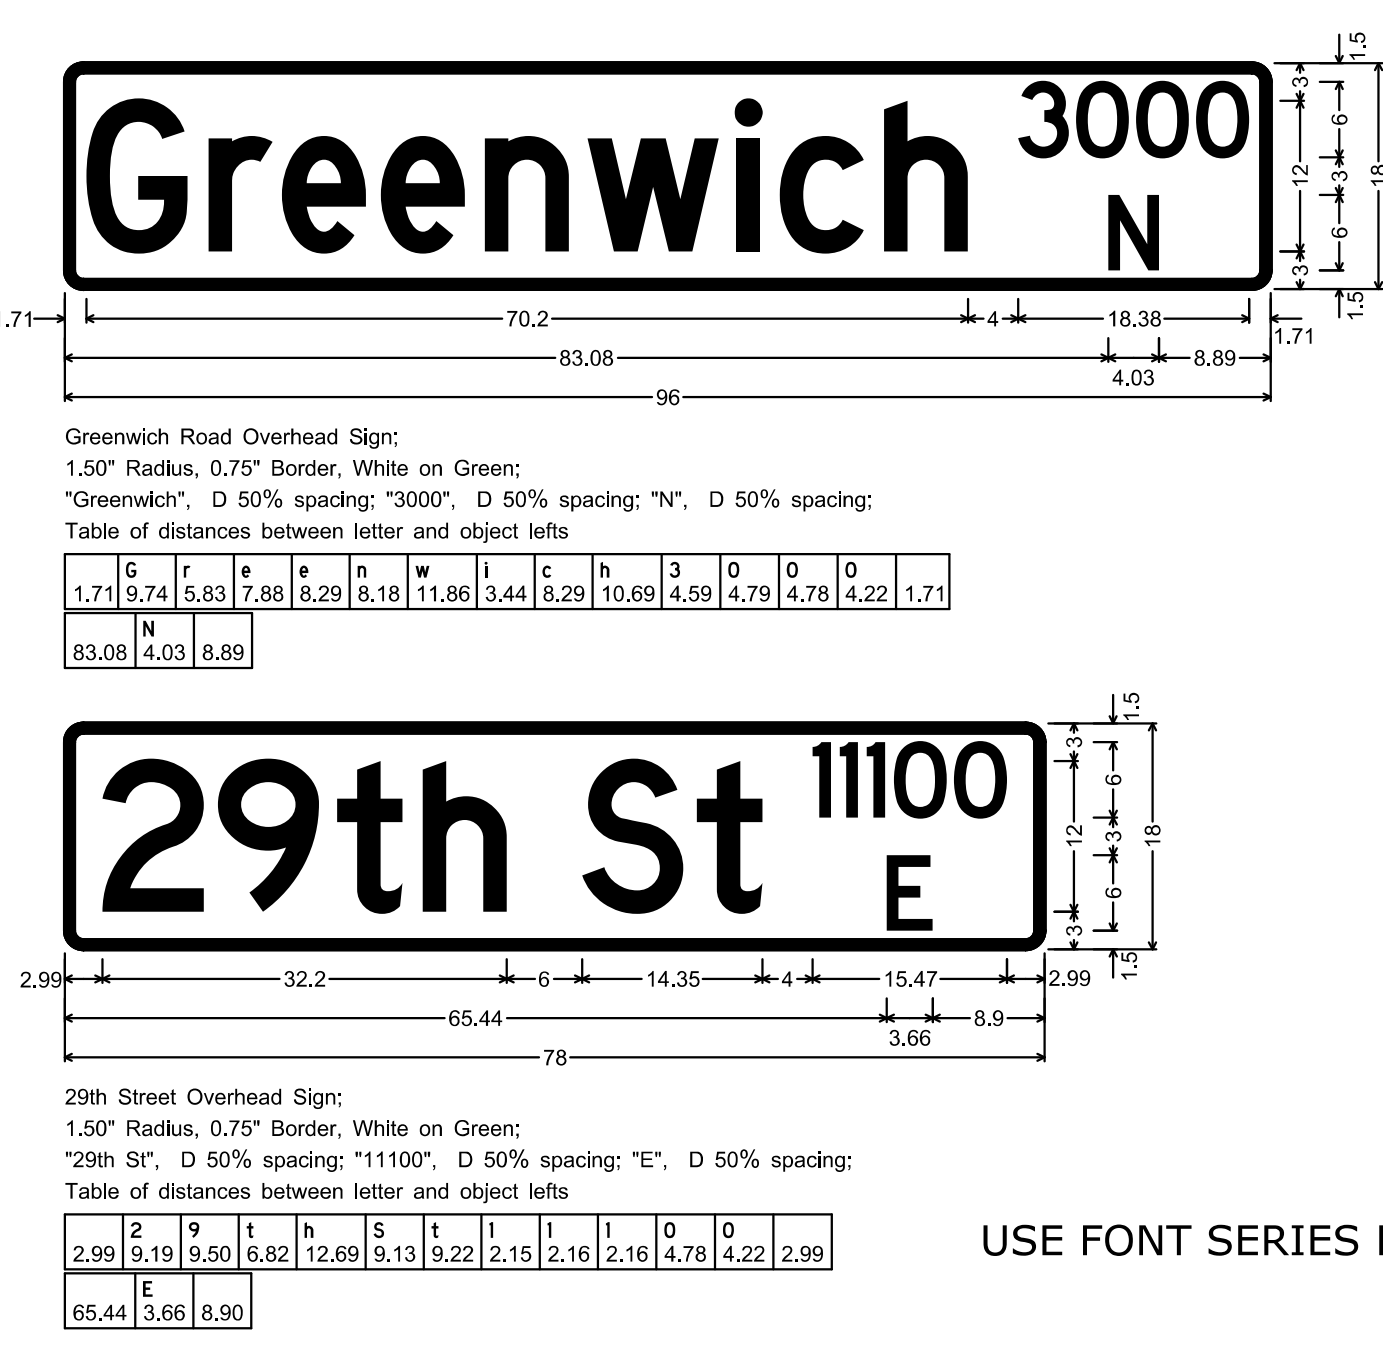 Greenwich 3000
N
1.5
3
6
12
3
18
6
3
1.5
.71 70.2 4 18.38 1.71
83.08 4.03 8.89
96
Greenwich Road Overhead Sign;
1.50" Radius, 0.75" Border, White on Green;
"Greenwich", D 50% spacing; "3000", D 50% spacing; "N", D 50% spacing;
Table of distances between letter and object lefts
G r e e n w i c h 3 0 0 0
1.71 9.74 5.83 7.88 8.29 8.18 11.86 3.44 8.29 10.69 4.59 4.79 4.78 4.22 1.71
N
83.08 4.03 8.89
29th St 11100
E
1.5
3
6
12
3
18
6
3
1.5
2.99 32.2 6 14.35 4 15.47 2.99
65.44 3.66 8.9
78
29th Street Overhead Sign;
1.50" Radius, 0.75" Border, White on Green;
"29th St", D 50% spacing; "11100", D 50% spacing; "E", D 50% spacing;
Table of distances between letter and object lefts
2 9 t h S t 1 1 1 0 0
2.99 9.19 9.50 6.82 12.69 9.13 9.22 2.15 2.16 2.16 4.78 4.22 2.99
E
65.44 3.66 8.90
USE FONT SERIES